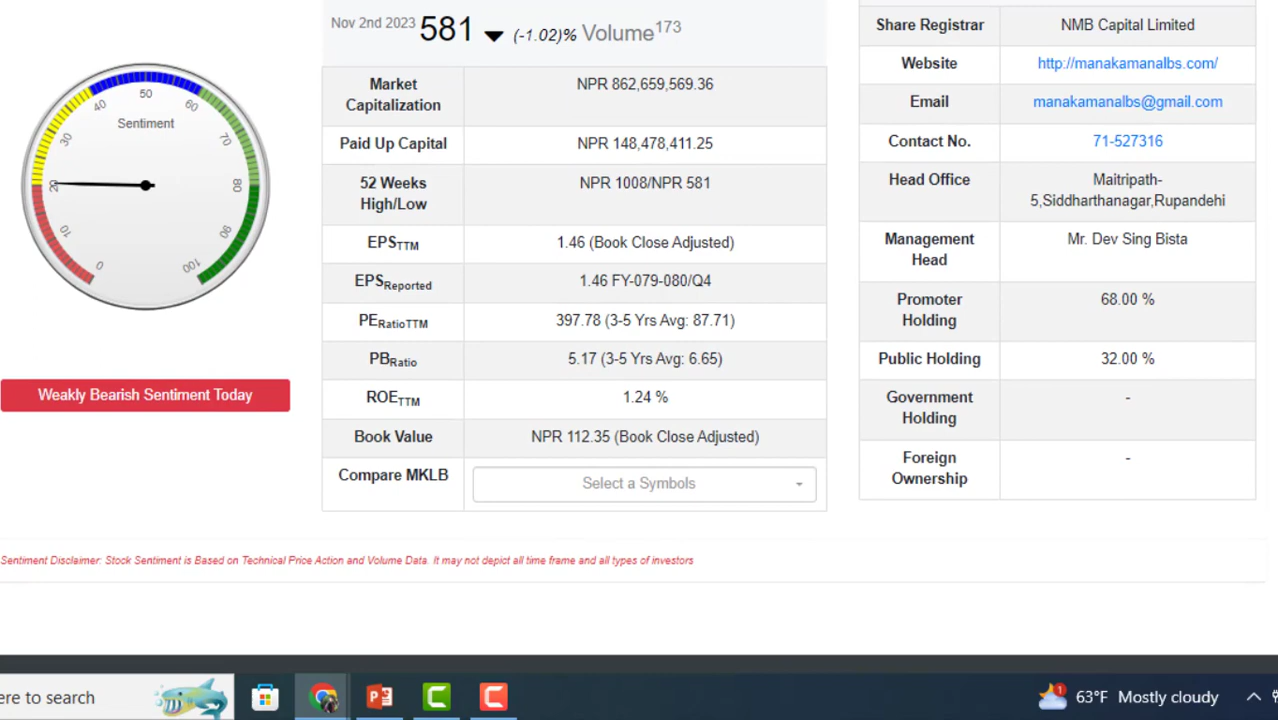 50
40
60
Sentiment
30
70
20
80
10
90
0
100
Weakly Bearish Sentiment Today
Nov 2nd 2023 581 (-1.02)% Volume173
Market Capitalization NPR 862,659,569.36
Paid Up Capital NPR 148,478,411.25
52 Weeks High/Low NPR 1008/NPR 581
EPSTTM 1.46 (Book Close Adjusted)
EPSReported 1.46 FY-079-080/Q4
PERatioTTM 397.78 (3-5 Yrs Avg: 87.71)
PBRatio 5.17 (3-5 Yrs Avg: 6.65)
ROETTM 1.24 %
Book Value NPR 112.35 (Book Close Adjusted)
Compare MKLB Select a Symbols
Share Registrar NMB Capital Limited
Website http://manakamanalbs.com/
Email manakamanalbs@gmail.com
Contact No. 71-527316
Head Office Maitripath-
5,Siddharthanagar,Rupandehi
Management Head Mr. Dev Sing Bista
Promoter Holding 68.00 %
Public Holding 32.00 %
Government Holding -
Foreign Ownership -
Sentiment Disclaimer: Stock Sentiment is Based on Technical Price Action and Volume Data. It may not depict all time frame and all types of investors
ere to search
1
63°F Mostly cloudy